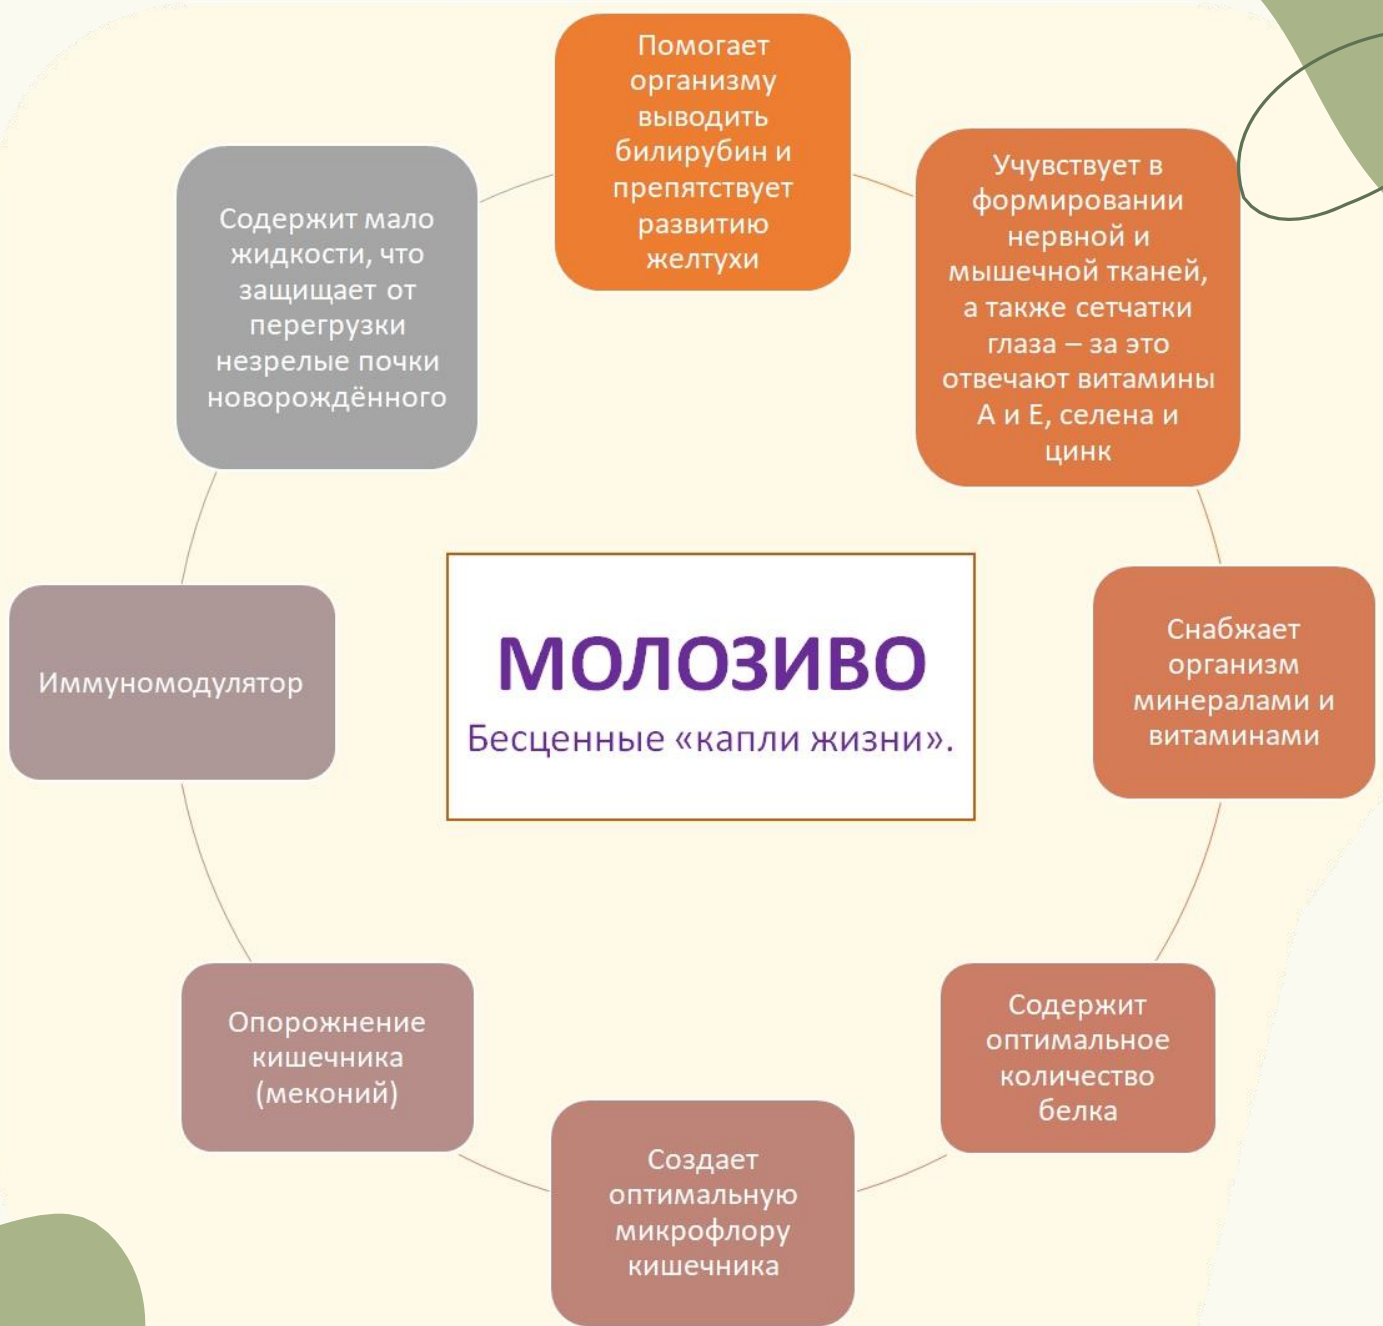 Помогает
организму
выводить
билирубин и
препятствует
развитию
желтухи
Учувствует в
формировании
нервной и
мышечной тканей,
а также сетчатки
глаза – за это
отвечают витамины
А и Е, селена и
цинк
Снабжает
организм
минералами и
витаминами
Содержит
оптимальное
количество
белка
Создает
оптимальную
микрофлору
кишечника
Опорожнение
кишечника
(меконий)
Иммуномодулятор
Содержит мало
жидкости, что
защищает от
перегрузки
незрелые почки
новорождённого
МОЛОЗИВО
Бесценные «капли жизни».